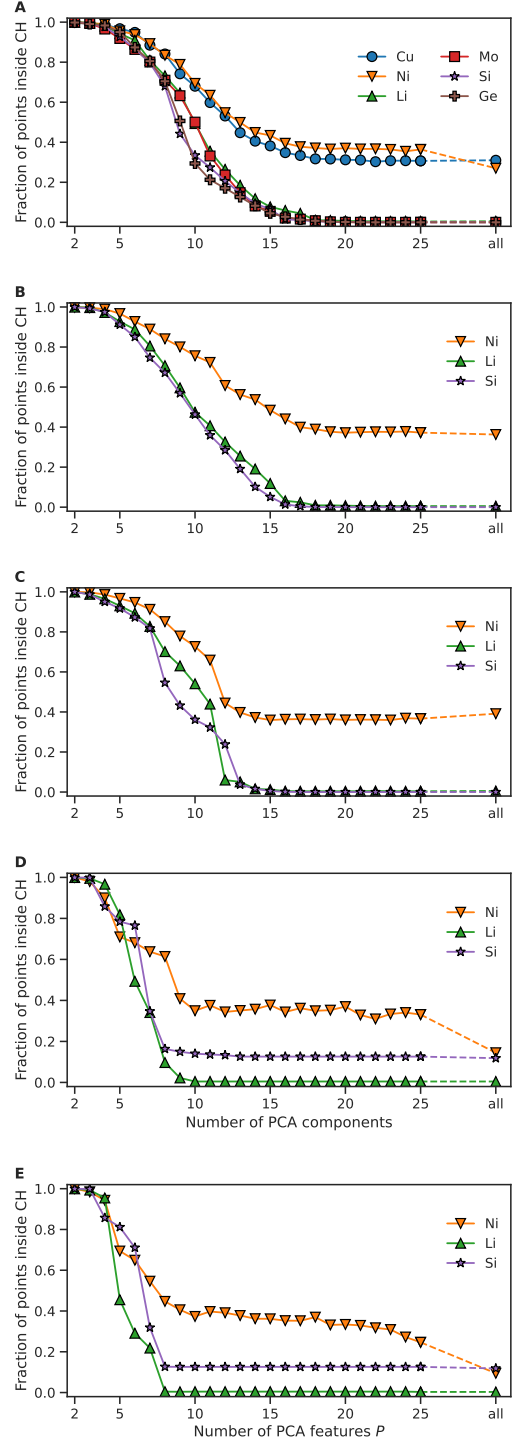 A
Fraction of points inside CH
1.0
0.8
0.6
0.4
0.2
0.0
Cu
Ni
Li
Mo
Si
Ge
2 5 10 15 20 25 all
B
Fraction of points inside CH
1.0
0.8
0.6
0.4
0.2
0.0
Ni
Li
Si
2 5 10 15 20 25 all
C
Fraction of points inside CH
1.0
0.8
0.6
0.4
0.2
0.0
Ni
Li
Si
2 5 10 15 20 25 all
D
Fraction of points inside CH
1.0
0.8
0.6
0.4
0.2
0.0
Ni
Li
Si
2 5 10 15 20 25 all
Number of PCA components
E
Fraction of points inside CH
1.0
0.8
0.6
0.4
0.2
0.0
Ni
Li
Si
2 5 10 15 20 25 all
Number of PCA features P